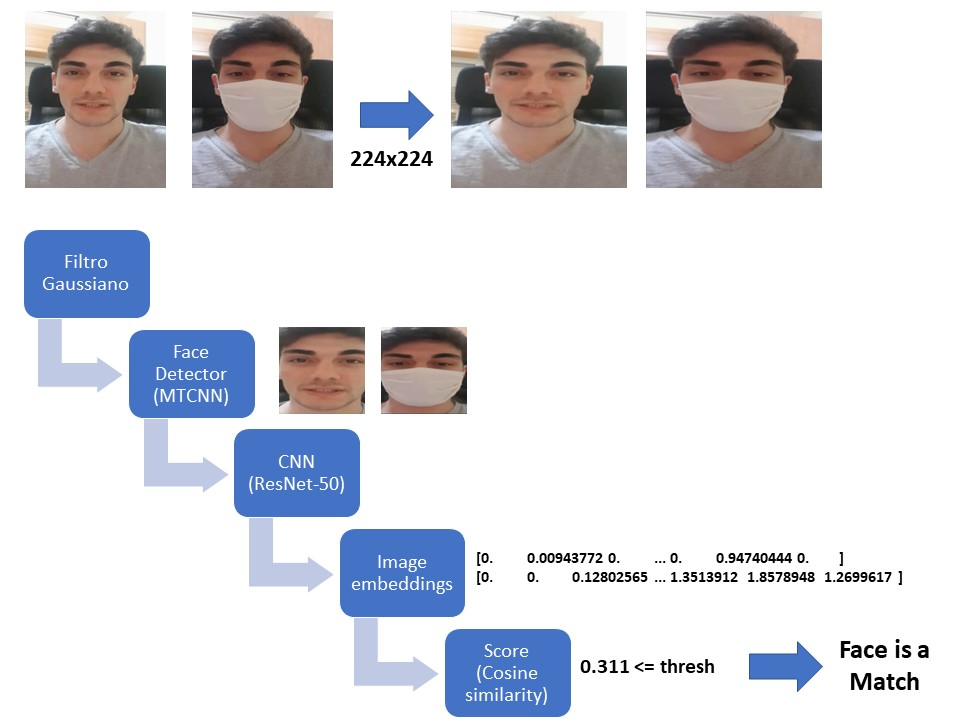 224x224
Filtro
Gaussiano
Face
Detector
(MTCNN)
CNN
(ResNet-50)
Image
embeddings
[0. 0.00943772 0. ... 0. 0.94740444 0. ]
[0. 0. 0.12802565 ... 1.3513912 1.8578948 1.2699617 ]
Score
(Cosine
similarity)
0.311 <= thresh
Face is a
Match